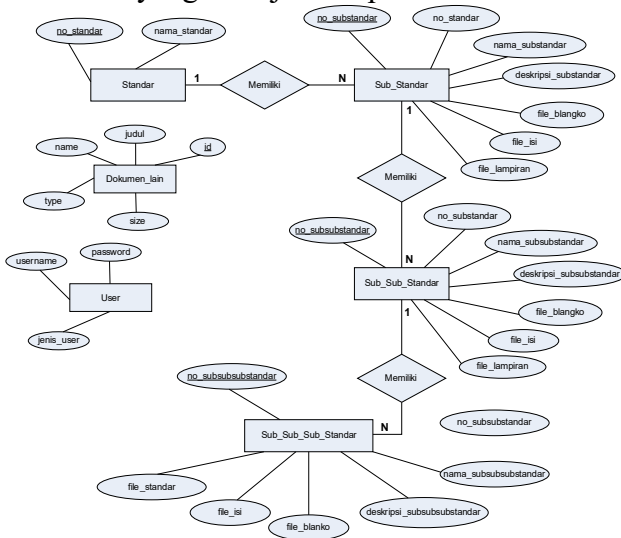 no_standar
nama_standar
Standar
1
Memiliki
N
no_substandar
no_standar
nama_substandar
deskripsi_substandar
file_blangko
file_isi
file_lampiran
Sub_Standar
1
Memiliki
N
judul
name
id
Dokumen_lain
type
size
username
password
User
jenis_user
no_subsubstandar
no_substandar
nama_subsubstandar
deskripsi_subsubstandar
file_blangko
file_isi
file_lampiran
Sub_Sub_Standar
1
Memiliki
N
no_subsubsubstandar
no_subsubstandar
Sub_Sub_Sub_Standar
nama_subsubsubstandar
file_standar
file_isi
file_blanko
deskripsi_subsubsubstandar